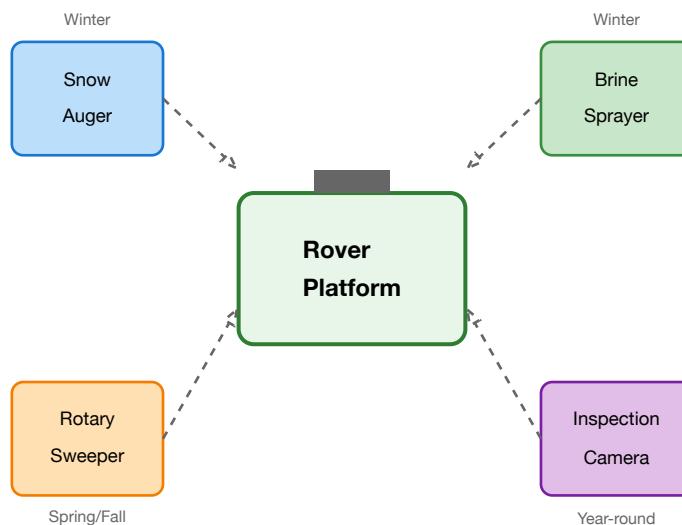 Winter
Snow
Auger
Winter
Brine
Sprayer
Rover
Platform
Rotary
Sweeper
Spring/Fall
Inspection
Camera
Year-round